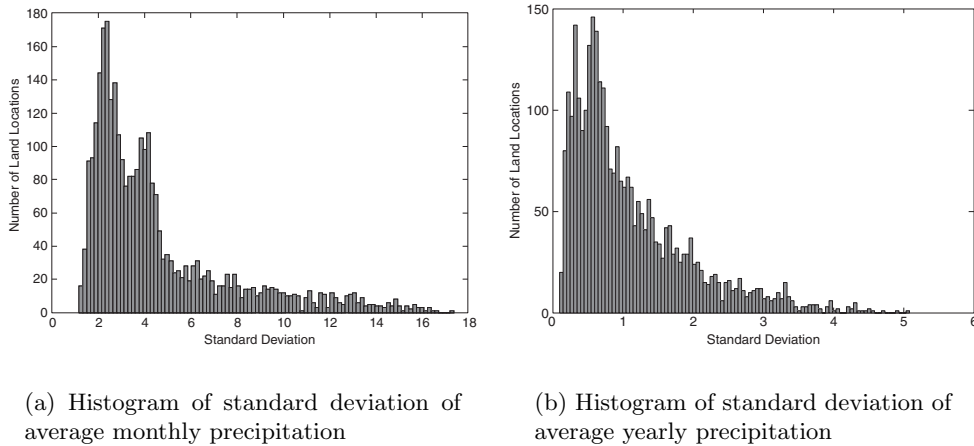 180
160
140
120
100
80
60
40
20
0
Number of Land Locations
0 2 4 6 8 10 12 14 16 18
Standard Deviation
150
100
50
0
Number of Land Locations
0 1 2 3 4 5 6
Standard Deviation
(a) Histogram of standard deviation of
average monthly precipitation
(b) Histogram of standard deviation of
average yearly precipitation